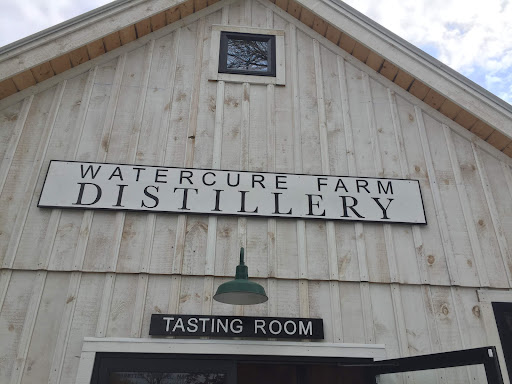 WATERCURE FARM
DISTILLERY
TASTING ROOM